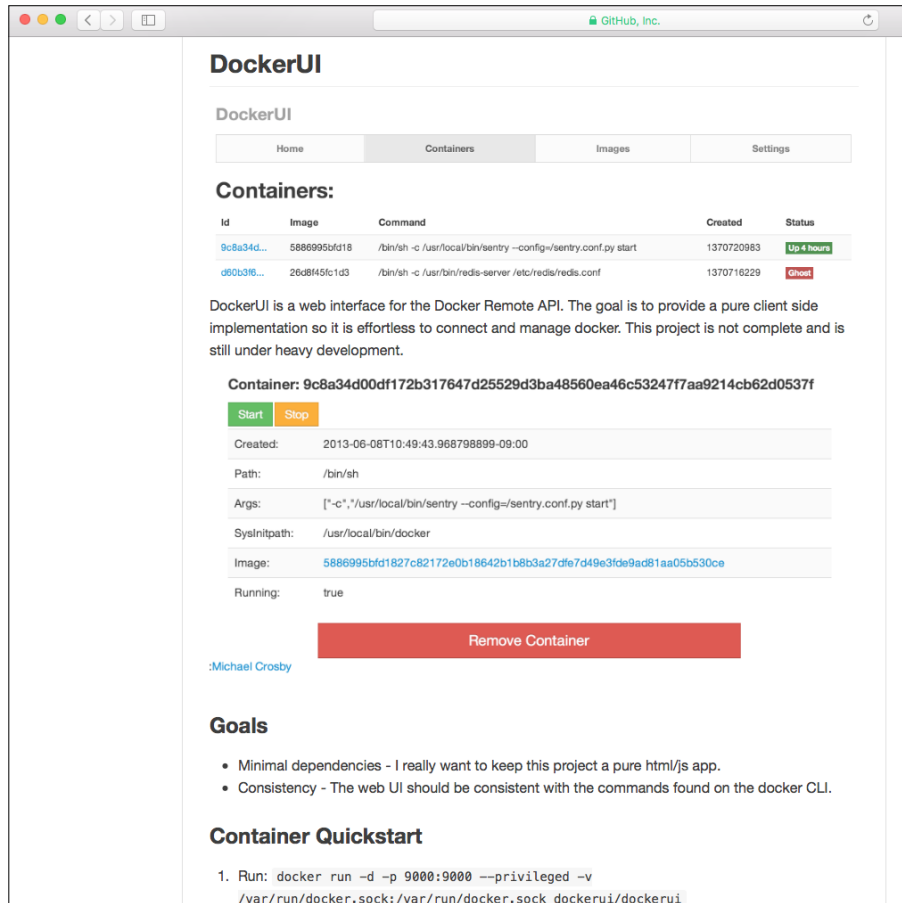 GitHub, Inc.
DockerUI
DockerUI
Home Containers Images Settings
Containers:
Id Image Command Created Status
9c8a34d... 5886995bfd18 /bin/sh -c /usr/local/bin/sentry --config=/sentry.conf.py start 1370720983 Up 4 hours
d60b3f6... 26d8f45fc1d3 /bin/sh -c /usr/bin/redis-server /etc/redis/redis.conf 1370716229 Ghost
DockerUI is a web interface for the Docker Remote API. The goal is to provide a pure client side
implementation so it is effortless to connect and manage docker. This project is not complete and is
still under heavy development.
Container: 9c8a34d00df172b317647d25529d3ba48560ea46c53247f7aa9214cb62d0537f
Start Stop
Created: 2013-06-08T10:49:43.968798899-09:00
Path: /bin/sh
Args: ["-c","/usr/local/bin/sentry --config=/sentry.conf.py start"]
SysInitpath: /usr/local/bin/docker
Image: 5886995bfd1827c82172e0b18642b1b8b3a27dfe7d49e3fde9ad81aa05b530ce
Running: true
Remove Container
:Michael Crosby
Goals
• Minimal dependencies - I really want to keep this project a pure html/js app.
• Consistency - The web UI should be consistent with the commands found on the docker CLI.
Container Quickstart
1. Run: docker run -d -p 9000:9000 --privileged -v
/var/run/docker.sock:/var/run/docker.sock dockerui/dockerui